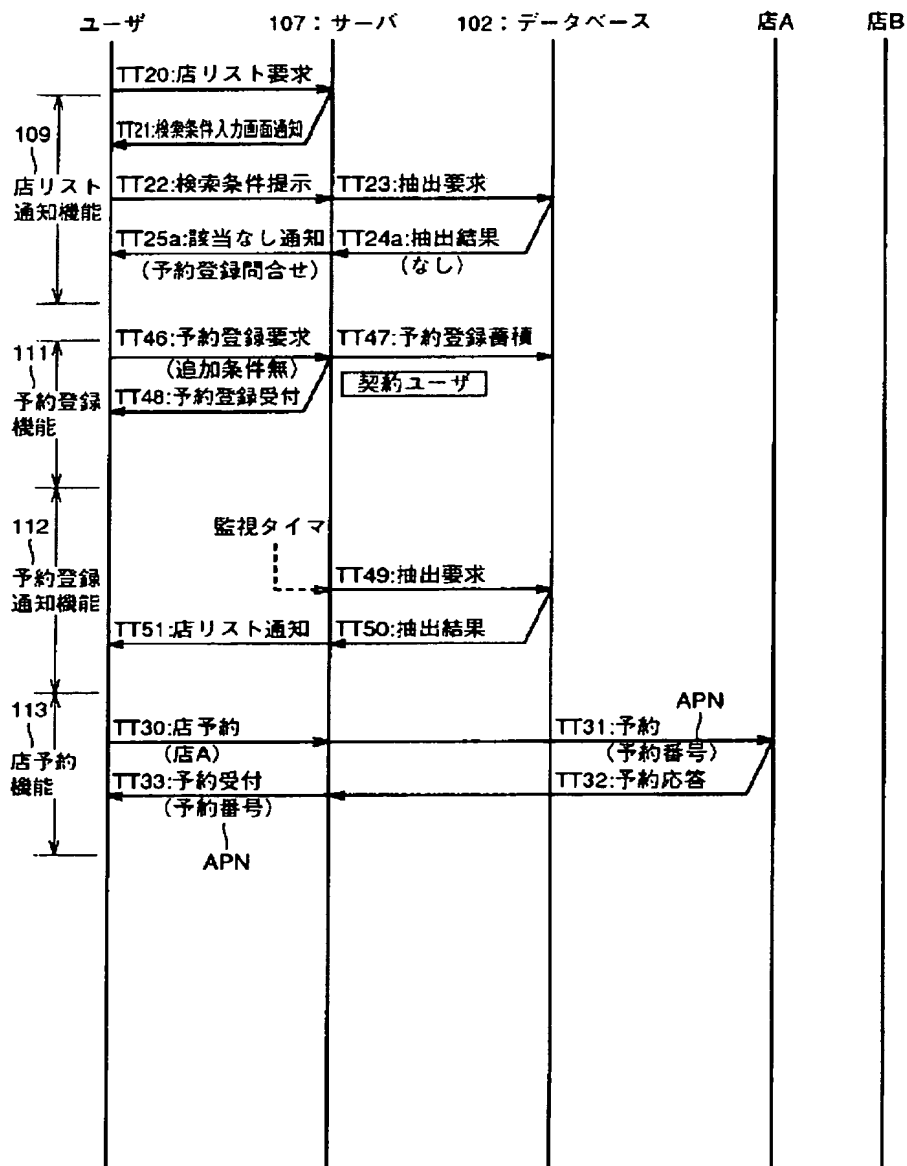 ユーザ 107：サーバ 102：データベース 店A 店B
TT20:店リスト要求
TT21:検索条件入力画面通知
109
店リスト
通知機能
TT22:検索条件提示 TT23:抽出要求
TT25a:該当なし通知 TT24a:抽出結果
(予約登録問合せ) (なし)
TT46:予約登録要求 TT47:予約登録蓄積
111
(追加条件無)
契約ユーザ
TT48:予約登録受付
予約登録
機能
監視タイマ
112
予約登録
通知機能
TT49:抽出要求
TT51:店リスト通知 TT50:抽出結果
113
APN
TT30:店予約 TT31:予約
(店A) (予約番号)
店予約
機能
TT33:予約受付 TT32:予約応答
(予約番号)
APN